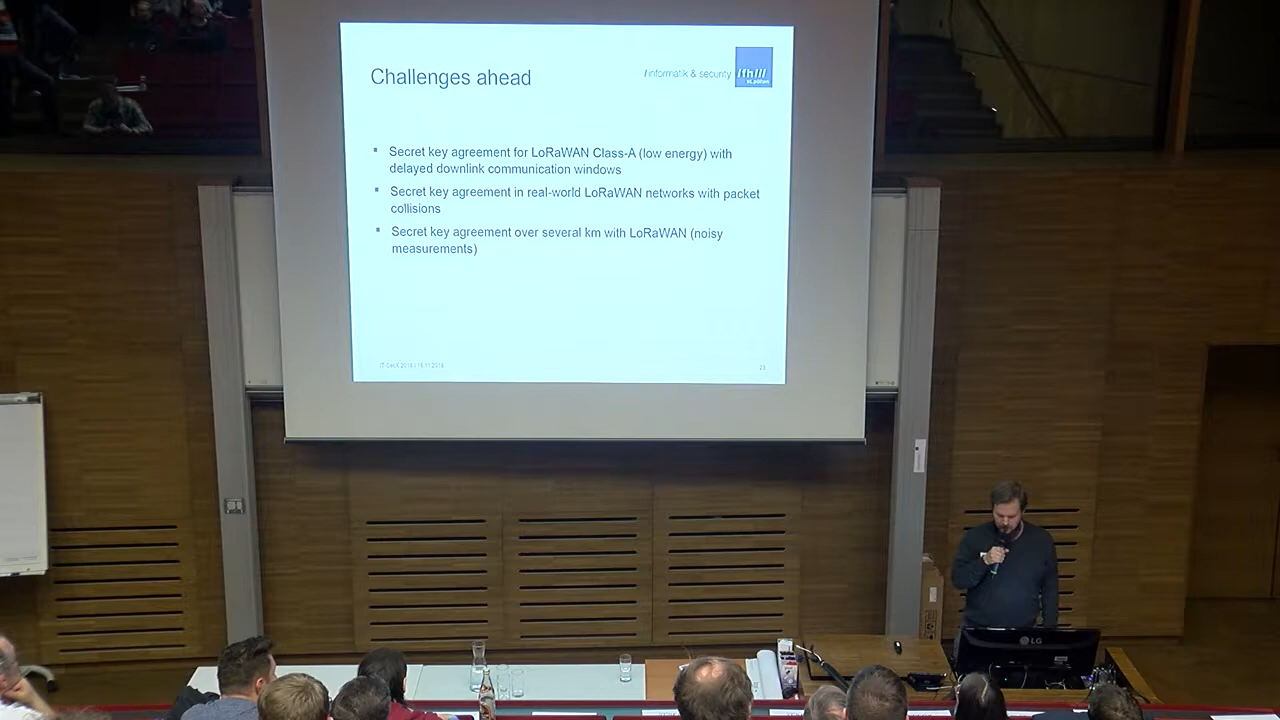 Challenges ahead
/informatik & security
/fh///
st.pölten
Secret key agreement for LoRaWAN Class-A (low energy) with
delayed downlink communication windows
Secret key agreement in real-world LoRaWAN networks with packet
collisions
Secret key agreement over several km with LoRaWAN (noisy
measurements)
23
LG